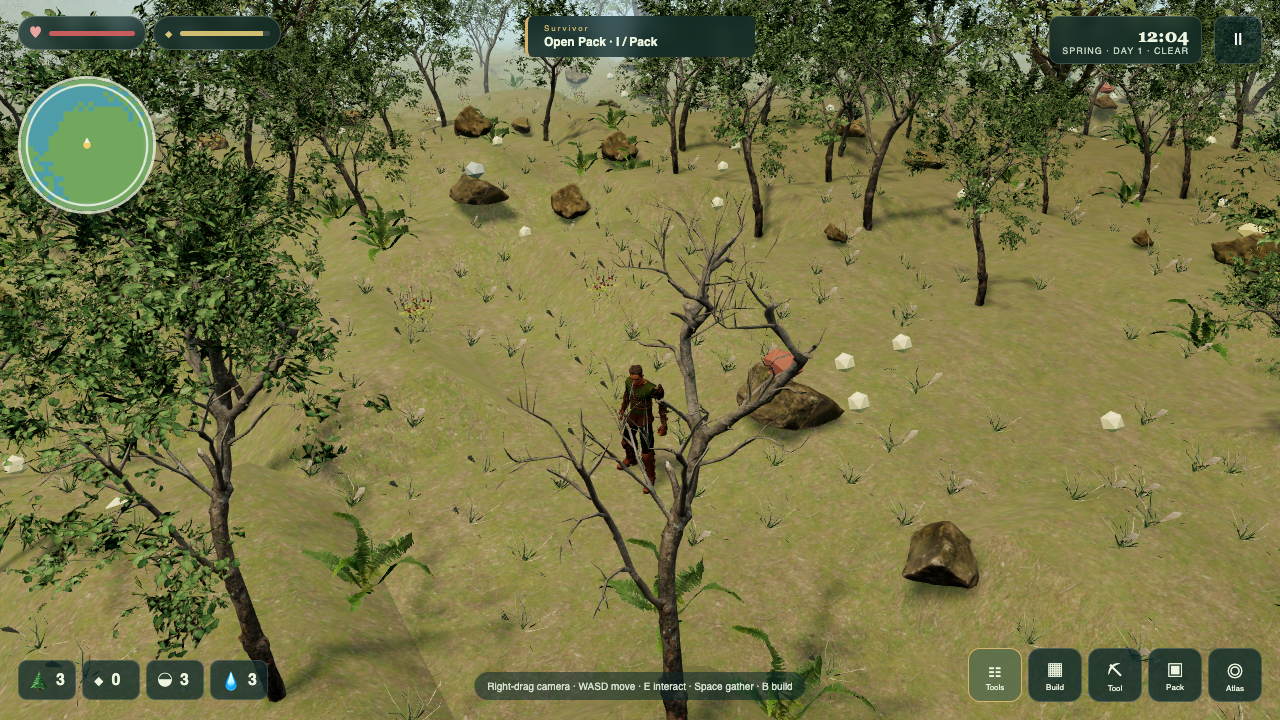 Survivor
Open Pack · I / Pack
12:04
SPRING · DAY 1 · CLEAR
3
0
3
3
Right-drag camera · WASD move · E interact · Space gather · B build
Tools
Build
Tool
Pack
Atlas